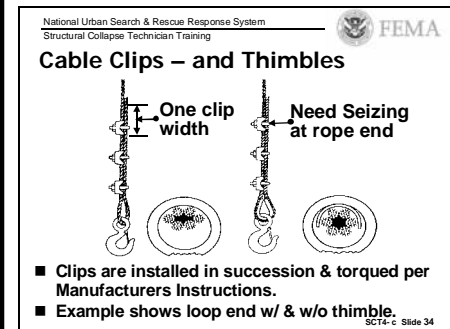 National Urban Search & Rescue Response System
Structural Collapse Technician Training
FEMA
Cable Clips – and Thimbles
One clip
width
Need Seizing
at rope end
■ Clips are installed in succession & torqued per
Manufacturers Instructions.
■ Example shows loop end w/ & w/o thimble.
SCT4- c Slide 34